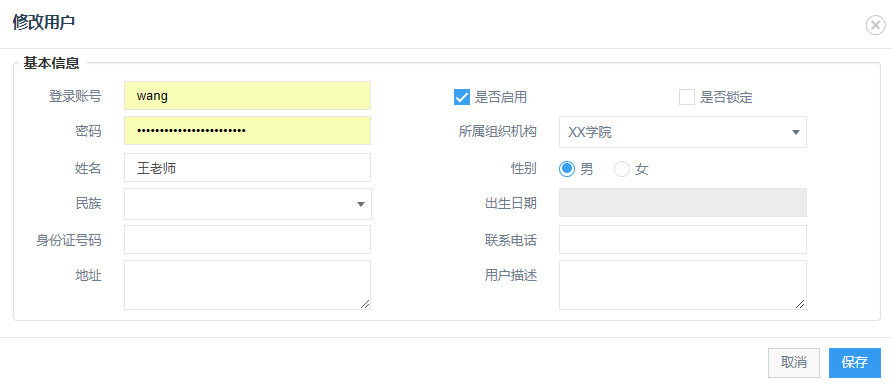 修改用户
基本信息
登录账号 wang 是否启用 是否锁定
密码 •••••••••••••••••••••••• 所属组织机构 XX学院
姓名 王老师 性别 男 女
民族 出生日期
身份证号码 联系电话
地址 用户描述
取消 保存